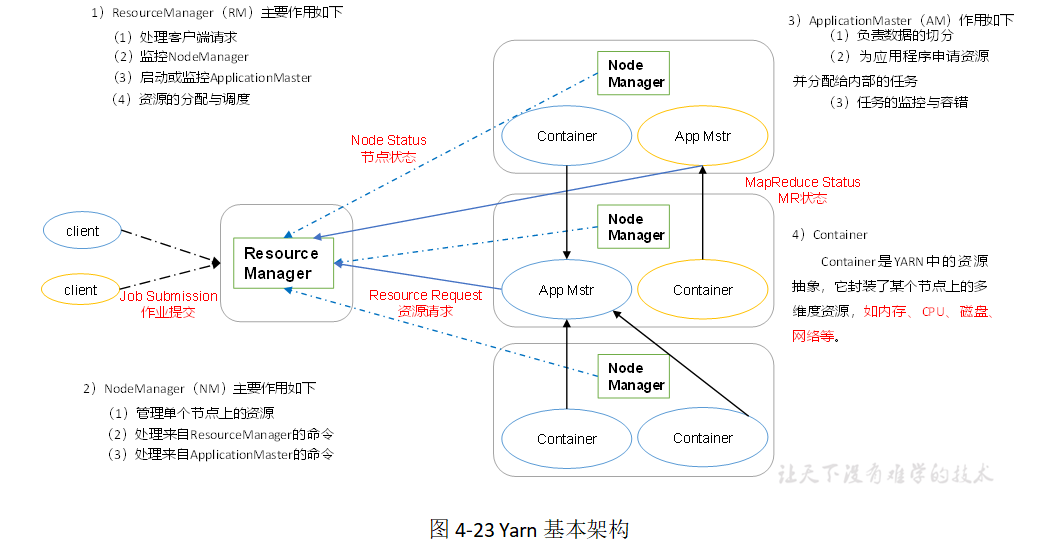 1）ResourceManager（RM）主要作用如下
（1）处理客户端请求
（2）监控NodeManager
（3）启动或监控ApplicationMaster
（4）资源的分配与调度
3）ApplicationMaster（AM）作用如下
（1）负责数据的切分
（2）为应用程序申请资源
并分配给内部的任务
（3）任务的监控与容错
Node
Manager
Container
App Mstr
Node Status
节点状态
MapReduce Status
MR状态
client
client
Job Submission
作业提交
Resource
Manager
Resource Request
资源请求
Node
Manager
App Mstr
Container
4）Container
Container是YARN中的资源
抽象，它封装了某个节点上的多
维度资源，如内存、CPU、磁盘、
网络等。
Node
Manager
Container
Container
2）NodeManager（NM）主要作用如下
（1）管理单个节点上的资源
（2）处理来自ResourceManager的命令
（3）处理来自ApplicationMaster的命令
让天下没有难学的技术
图 4-23 Yarn 基本架构